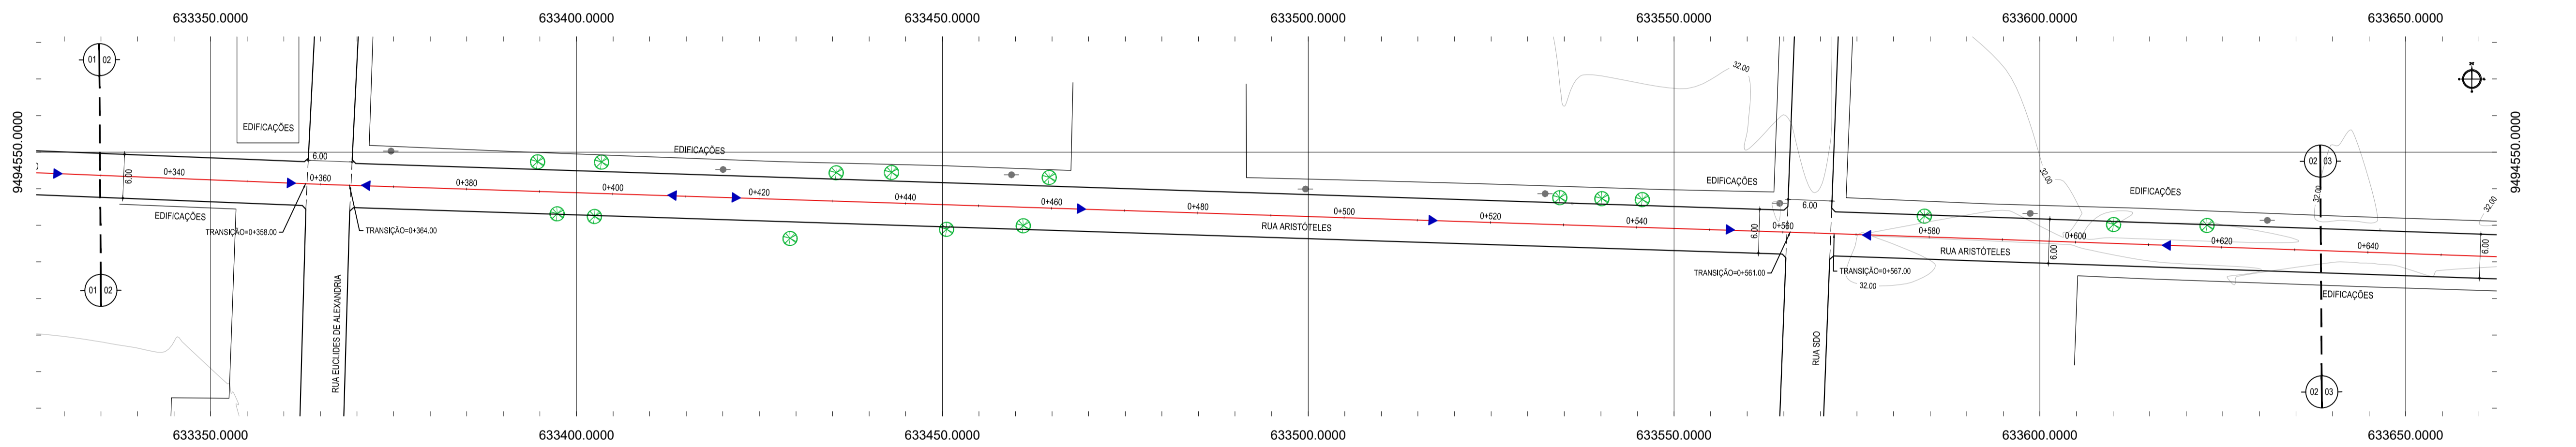 633350.0000 633400.0000 633450.0000 633500.0000 633550.0000 633600.0000 633650.0000
01 02
32.00
N
9494550.0000
9494550.0000
EDIFICAÇÕES
6.00
EDIFICAÇÕES
02 03
0+340
6.00
0+360
0+380
0+400
0+420
0+440
0+460
0+480
0+500
0+520
0+540
0+560
0+580
0+600
0+620
0+640
EDIFICAÇÕES
6.00
32.00
EDIFICAÇÕES
32.00
32.00
EDIFICAÇÕES
TRANSIÇÃO=0+358.00
TRANSIÇÃO=0+364.00
RUA ARISTÓTELES
6.00
RUA ARISTÓTELES
6.00
6.00
TRANSIÇÃO=0+561.00
TRANSIÇÃO=0+567.00
32.00
EDIFICAÇÕES
01 02
RUA EUCLIDES DE ALEXANDRIA
RUA SDO
02 03
633350.0000 633400.0000 633450.0000 633500.0000 633550.0000 633600.0000 633650.0000